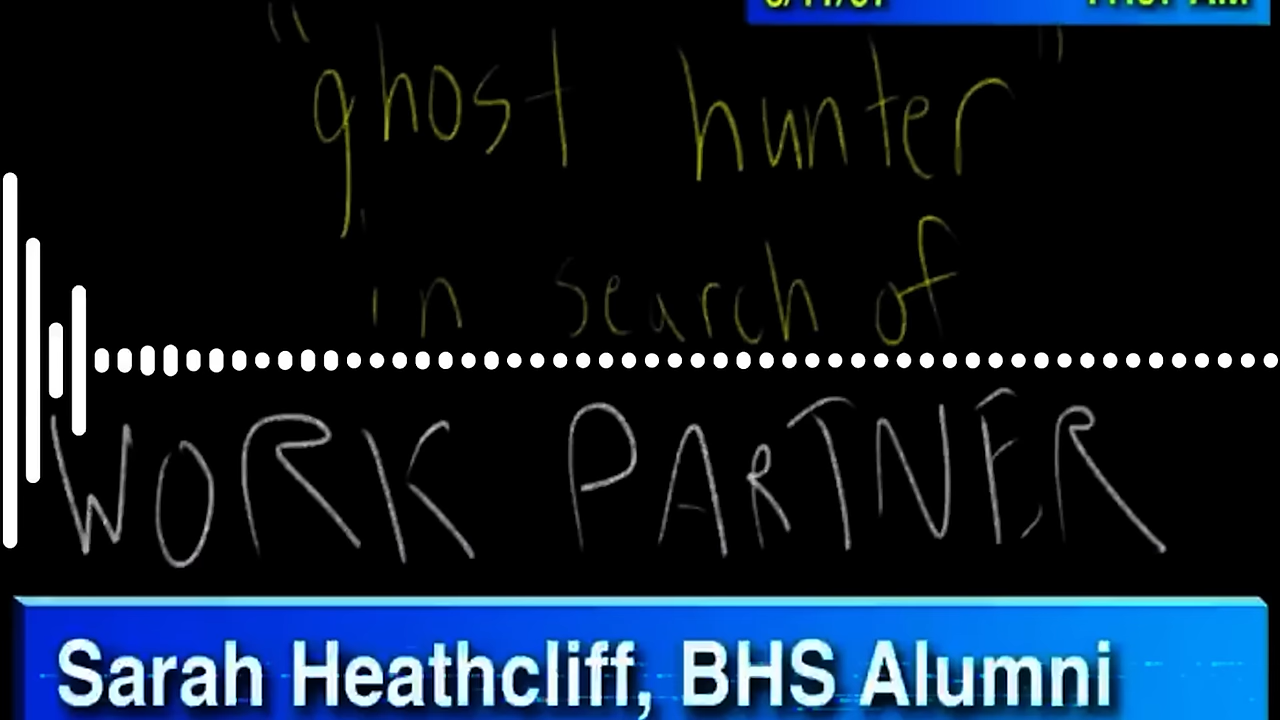 "ghost hunter"
in search of
WORK PARTNER
Sarah Heathcliff, BHS Alumni